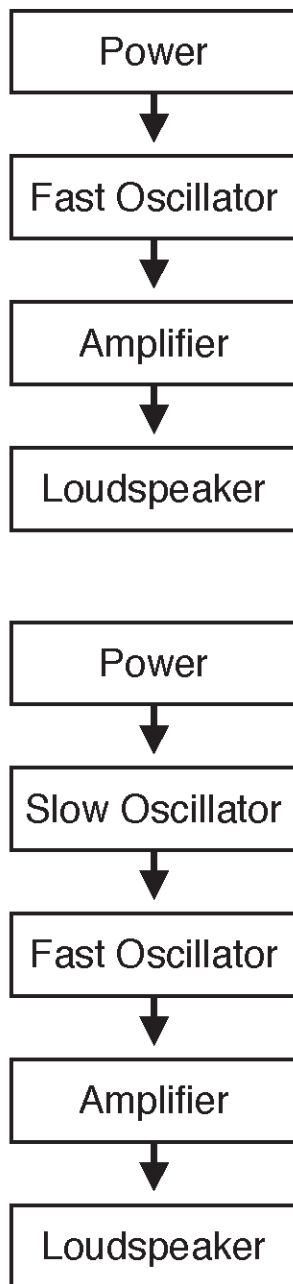 Power
Fast Oscillator
Amplifier
Loudspeaker
Power
Slow Oscillator
Fast Oscillator
Amplifier
Loudspeaker